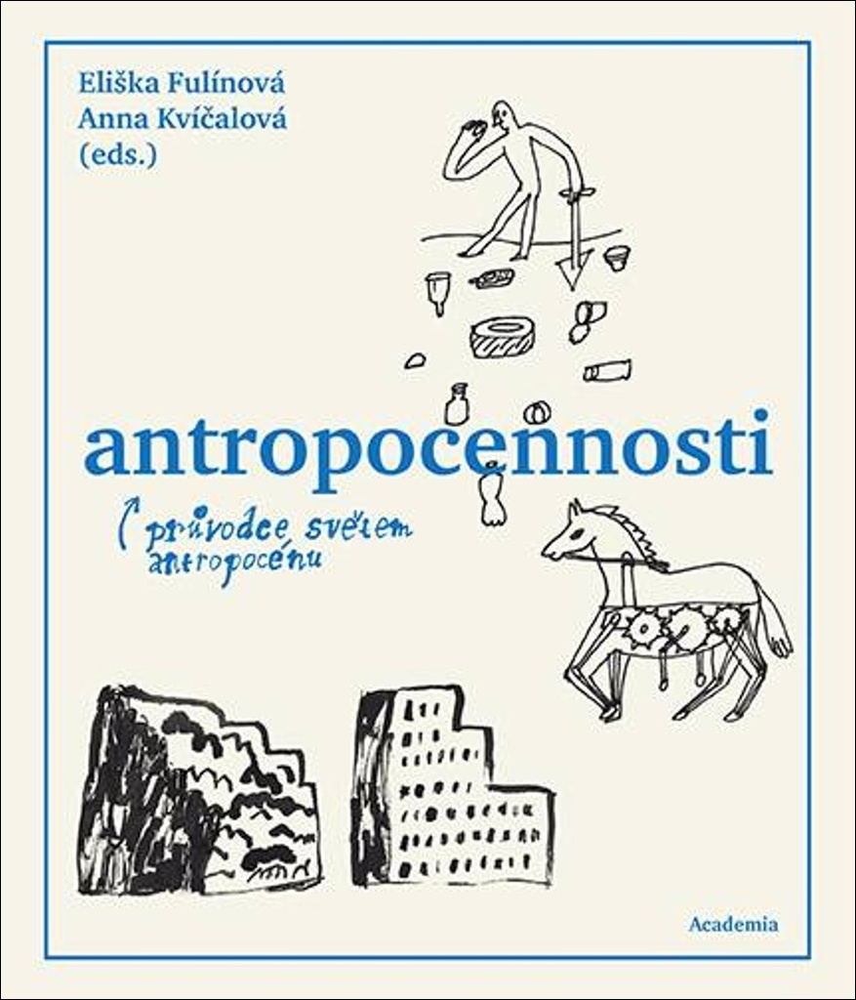 Eliška Fulínová
Anna Kvíčalová
(eds.)
antropocennosti
průvodce světem
antropocénu
Academia